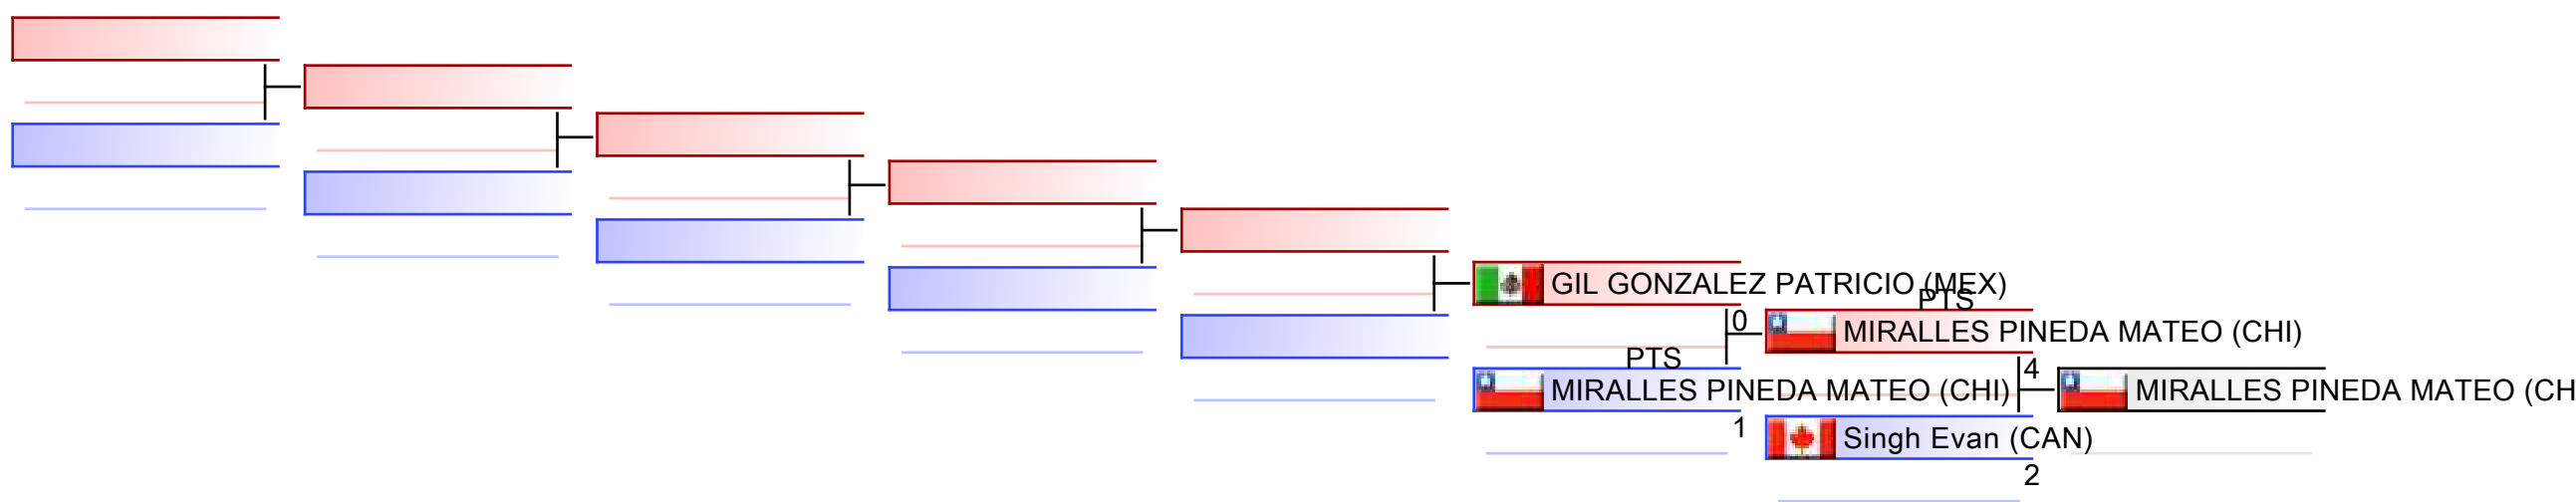 GIL GONZALEZ PATRICIO (MEX)
PTS
0
MIRALLES PINEDA MATEO (CHI)
PTS
4
MIRALLES PINEDA MATEO (CHI)
MIRALLES PINEDA MATEO (CH
1
Singh Evan (CAN)
2